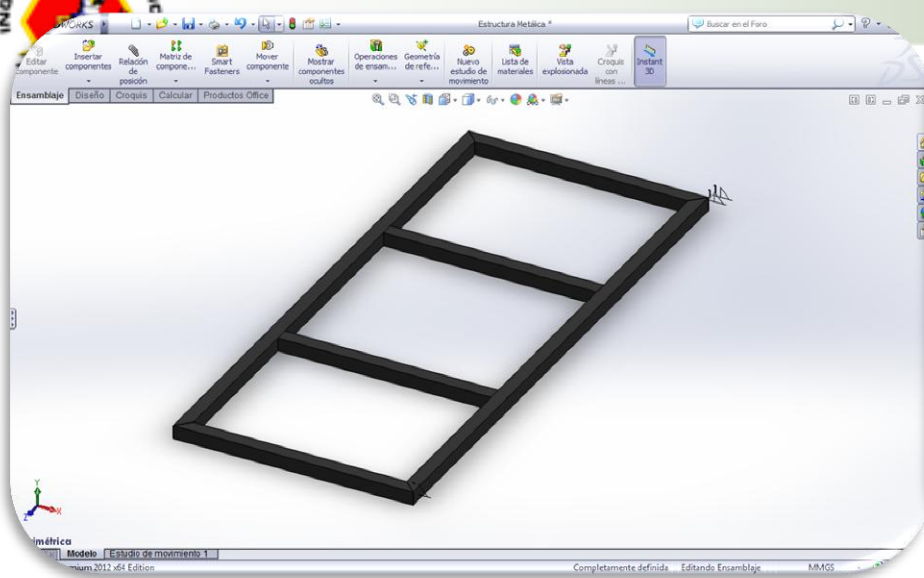 WORKS
Estructura Metálica *
Buscar en el Foro
Editar componente
Insertar componentes
Relación de posición
Matriz de compone...
Smart Fasteners
Mover componente
Mostrar componentes ocultos
Operaciones de ensam...
Geometría de refe...
Nuevo estudio de movimiento
Lista de materiales
Vista explosionada
Croquis con líneas ...
Instant 3D
Ensamblaje Diseño Croquis Calcular Productos Office
Y
X
Z
imétrica
Modelo Estudio de movimiento 1
mium 2012 x64 Edition
Completamente definida Editando Ensamblaje MMGS